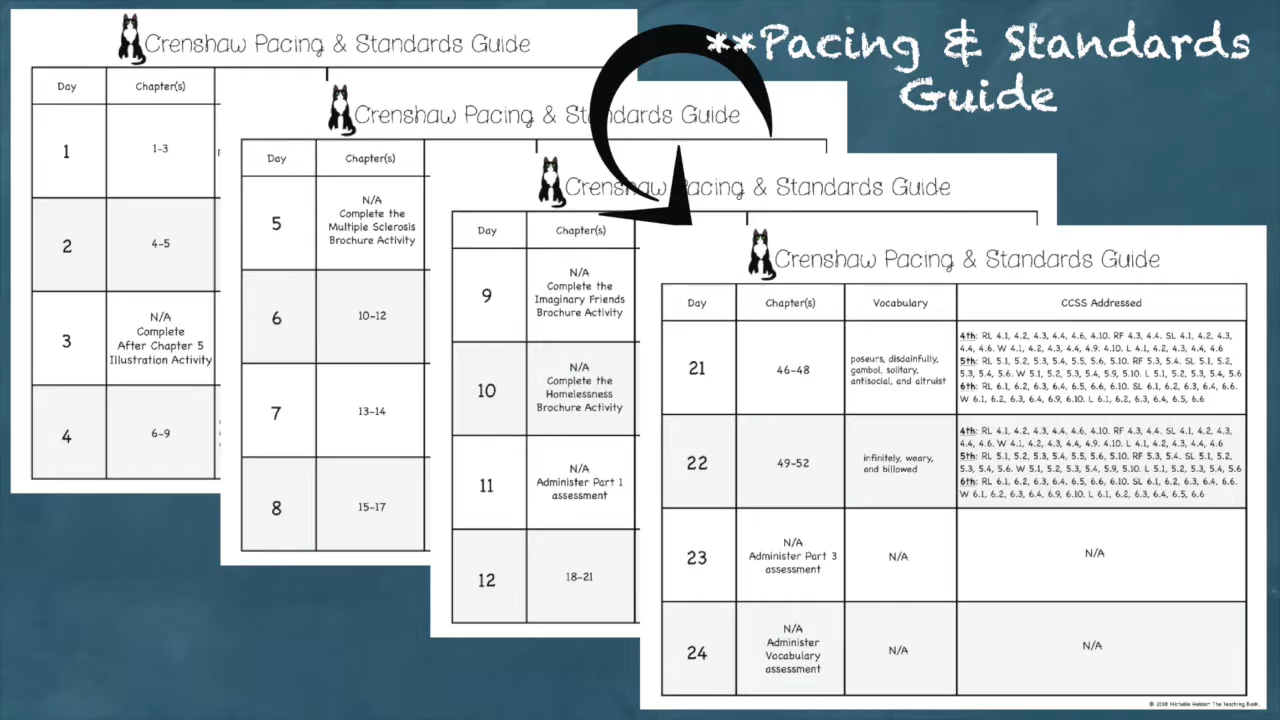 **Pacing & Standards
Guide
Crenshaw Pacing & Standards Guide
Day
Chapter(s)
1
1-3
2
4-5
3
N/A
Complete
After Chapter 5
Illustration Activity
4
6-9
Crenshaw Pacing & Standards Guide
Day
Chapter(s)
5
N/A
Complete the
Multiple Sclerosis
Brochure Activity
6
10-12
7
13-14
8
15-17
Crenshaw Pacing & Standards Guide
Day
Chapter(s)
9
N/A
Complete the
Imaginary Friends
Brochure Activity
10
N/A
Complete the
Homelessness
Brochure Activity
11
N/A
Administer Part 1
assessment
12
18-21
Crenshaw Pacing & Standards Guide
Day
Chapter(s)
Vocabulary
CCSS Addressed
21
46-48
poseurs, disdainfully,
gambol, solitary,
antisocial, and altruist
4th: RL 4.1, 4.2, 4.3, 4.4, 4.6, 4.10. RF 4.3, 4.4. SL 4.1, 4.2, 4.3,
4.4, 4.6. W 4.1, 4.2, 4.3, 4.4, 4.9, 4.10. L 4.1, 4.2, 4.3, 4.4, 4.6
5th: RL 5.1, 5.2, 5.3, 5.4, 5.5, 5.6, 5.10. RF 5.3, 5.4. SL 5.1, 5.2,
5.3, 5.4, 5.6. W 5.1, 5.2, 5.3, 5.4, 5.9, 5.10. L 5.1, 5.2, 5.3, 5.4, 5.6
6th: RL 6.1, 6.2, 6.3, 6.4, 6.5, 6.6, 6.10. SL 6.1, 6.2, 6.3, 6.4, 6.6.
W 6.1, 6.2, 6.3, 6.4, 6.9, 6.10. L 6.1, 6.2, 6.3, 6.4, 6.5, 6.6
22
49-52
infinitely, weary,
and billowed
4th: RL 4.1, 4.2, 4.3, 4.4, 4.6, 4.10. RF 4.3, 4.4. SL 4.1, 4.2, 4.3,
4.4, 4.6. W 4.1, 4.2, 4.3, 4.4, 4.9, 4.10. L 4.1, 4.2, 4.3, 4.4, 4.6
5th: RL 5.1, 5.2, 5.3, 5.4, 5.5, 5.6, 5.10. RF 5.3, 5.4. SL 5.1, 5.2,
5.3, 5.4, 5.6. W 5.1, 5.2, 5.3, 5.4, 5.9, 5.10. L 5.1, 5.2, 5.3, 5.4, 5.6
6th: RL 6.1, 6.2, 6.3, 6.4, 6.5, 6.6, 6.10. SL 6.1, 6.2, 6.3, 6.4, 6.6.
W 6.1, 6.2, 6.3, 6.4, 6.9, 6.10. L 6.1, 6.2, 6.3, 6.4, 6.5, 6.6
23
N/A
Administer Part 3
assessment
N/A
N/A
24
N/A
Administer
Vocabulary
assessment
N/A
N/A
© 2018 Michelle
The Teaching Bank.